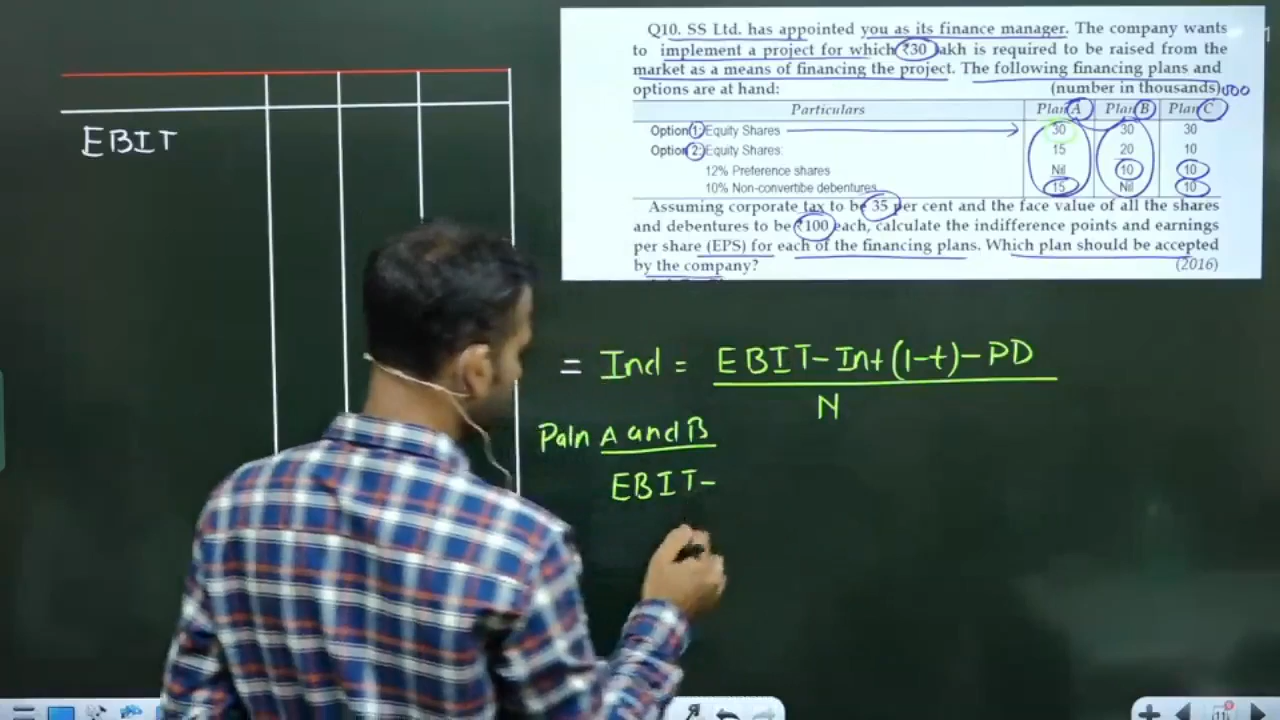 Q10. SS Ltd. has appointed you as its finance manager. The company wants
to implement a project for which ₹30 lakh is required to be raised from the
market as a means of financing the project. The following financing plans and
options are at hand: (number in thousands) 000
Particulars Plan A Plan B Plan C
Option 1: Equity Shares 30 30 30
Option 2: Equity Shares: 15 20 10
12% Preference shares Nil 10 10
10% Non-convertibe debentures 15 Nil 10
Assuming corporate tax to be 35 per cent and the face value of all the shares
and debentures to be ₹100 each, calculate the indifference points and earnings
per share (EPS) for each of the financing plans. Which plan should be accepted
by the company? (2016)
EBIT
= Ind = EBIT-Int (1-t) - PD
N
Paln A and B
EBIT-